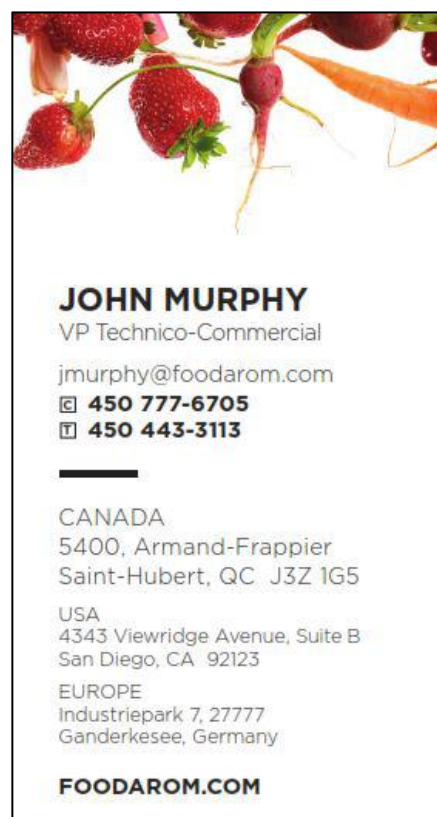 JOHN MURPHY
VP Technico-Commercial
jmurphy@foodarom.com
C 450 777-6705
T 450 443-3113
CANADA
5400, Armand-Frappier
Saint-Hubert, QC J3Z 1G5
USA
4343 Viewridge Avenue, Suite B
San Diego, CA 92123
EUROPE
Industriepark 7, 27777
Ganderkesee, Germany
FOODAROM.COM